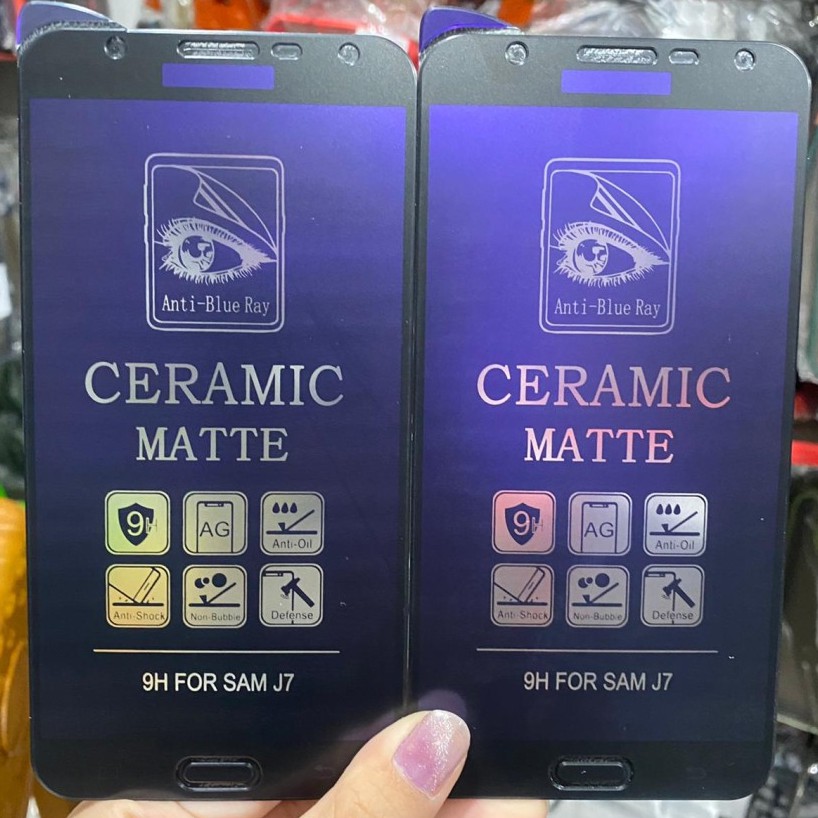 Anti-Blue Ray
CERAMIC
MATTE
9H
AG
Anti-Oil
Anti-Shock
Non-Bubble
Defense
9H FOR SAM J7
Anti-Blue Ray
CERAMIC
MATTE
9H
AG
Anti-Oil
Anti-Shock
Non-Bubble
Defense
9H FOR SAM J7